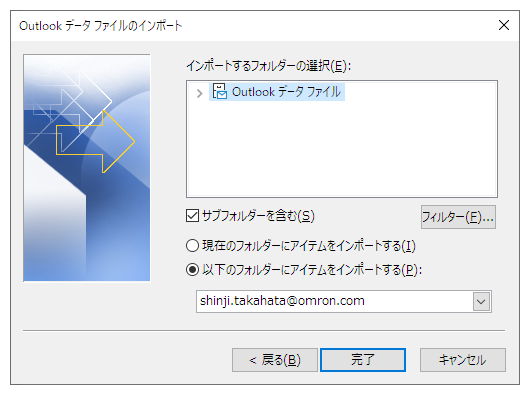 Outlook データ ファイルのインポート
インポートするフォルダーの選択(E):
Outlook データ ファイル
サブフォルダーを含む(S)
フィルター(F)...
現在のフォルダーにアイテムをインポートする(I)
以下のフォルダーにアイテムをインポートする(P):
shinji.takahata@omron.com
< 戻る(B)
完了
キャンセル